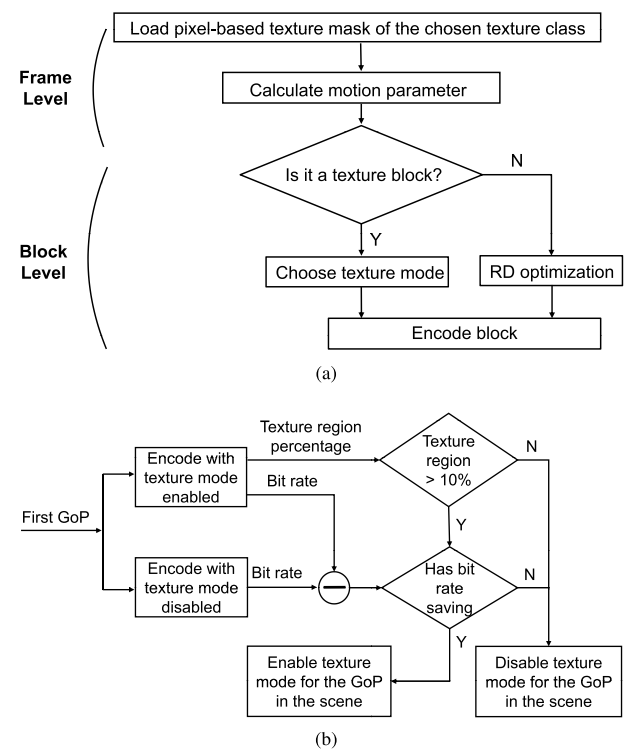 Load pixel-based texture mask of the chosen texture class
Frame
Level
Calculate motion parameter
Is it a texture block?
N
Y
Block
Level
Choose texture mode
RD optimization
Encode block
(a)
Texture region
percentage
Texture
region
> 10%
N
Encode with
texture mode
enabled
Bit rate
Y
First GoP
Encode with
texture mode
disabled
Bit rate
Has bit
rate
saving
N
Y
Enable texture
mode for the GoP
in the scene
Disable texture
mode for the GoP
in the scene
(b)